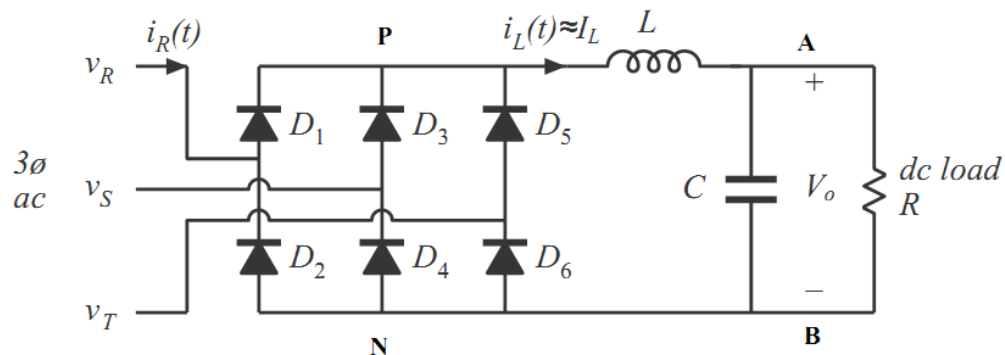 i_R(t)
P
i_L(t)≈I_L
L
A
v_R
+
D_1
D_3
D_5
3ø
ac
v_S
C
V_o
dc load
R
D_2
D_4
D_6
−
v_T
N
B